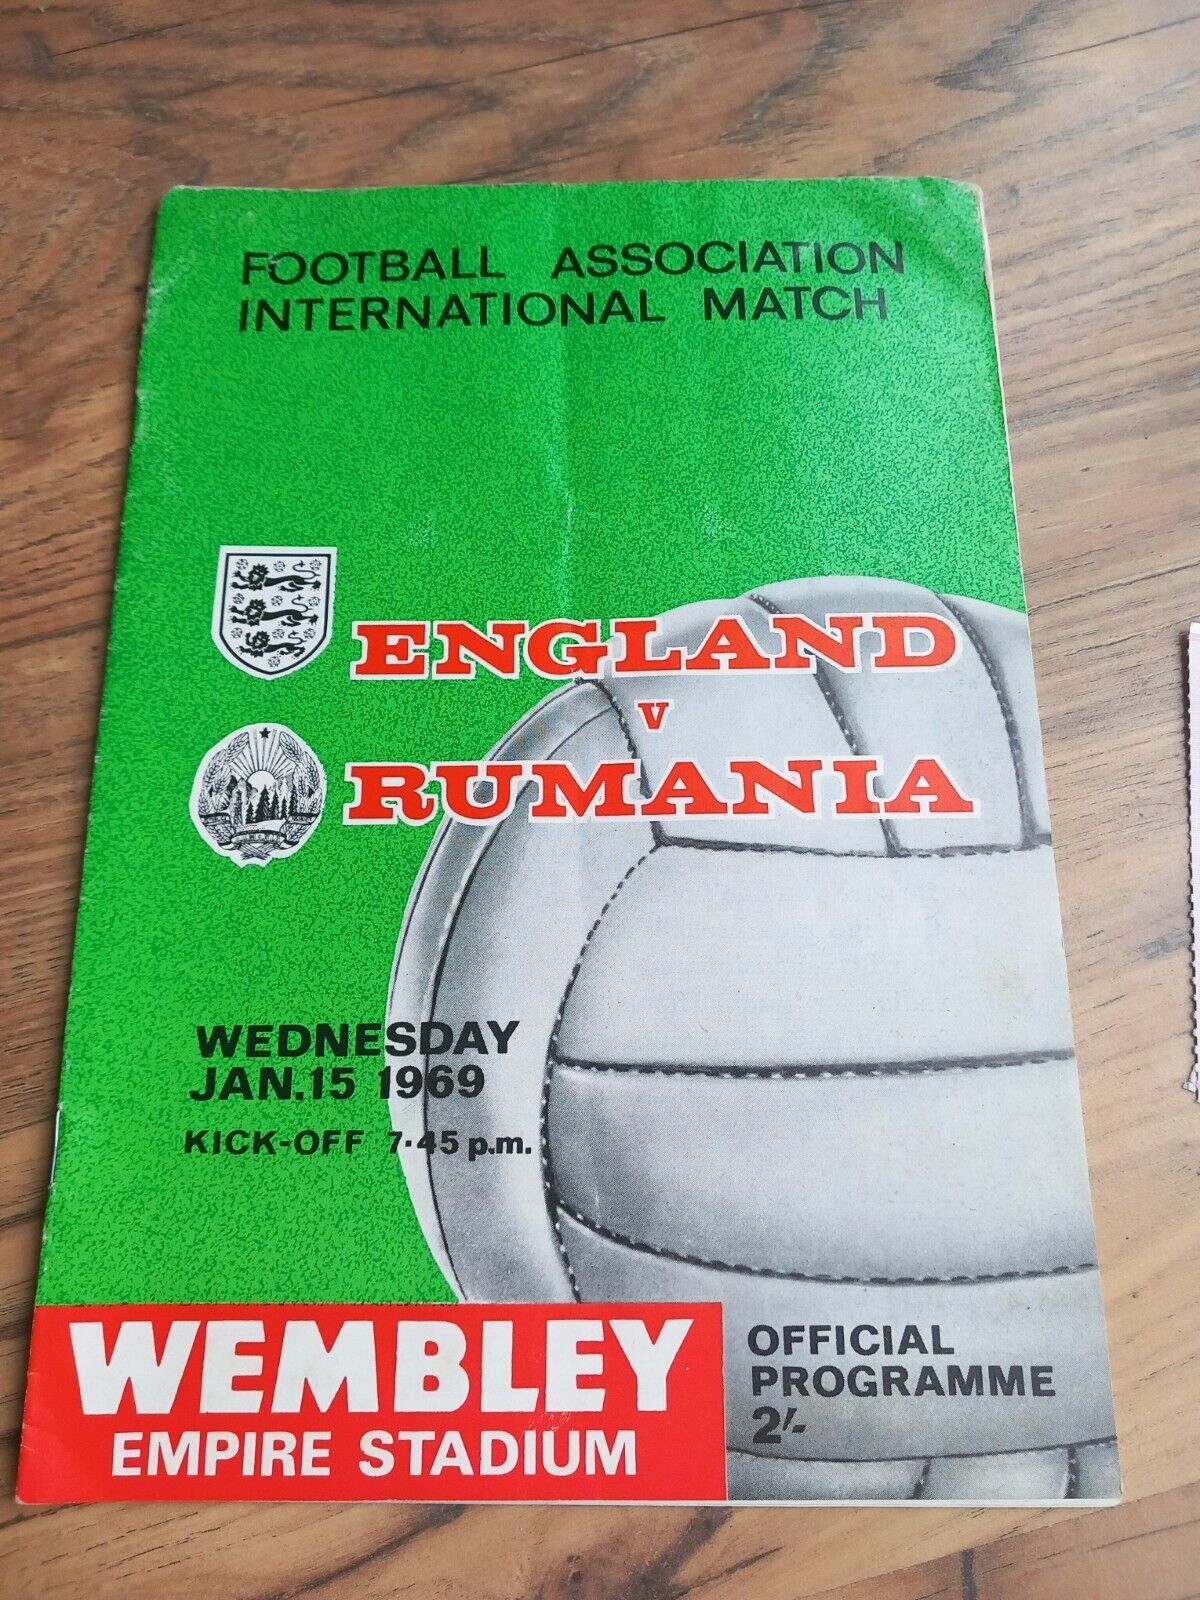 FOOTBALL ASSOCIATION
INTERNATIONAL MATCH
ENGLAND
V
RUMANIA
WEDNESDAY
JAN.15 1969
KICK-OFF 7·45 p.m.
WEMBLEY
EMPIRE STADIUM
OFFICIAL
PROGRAMME
2/-